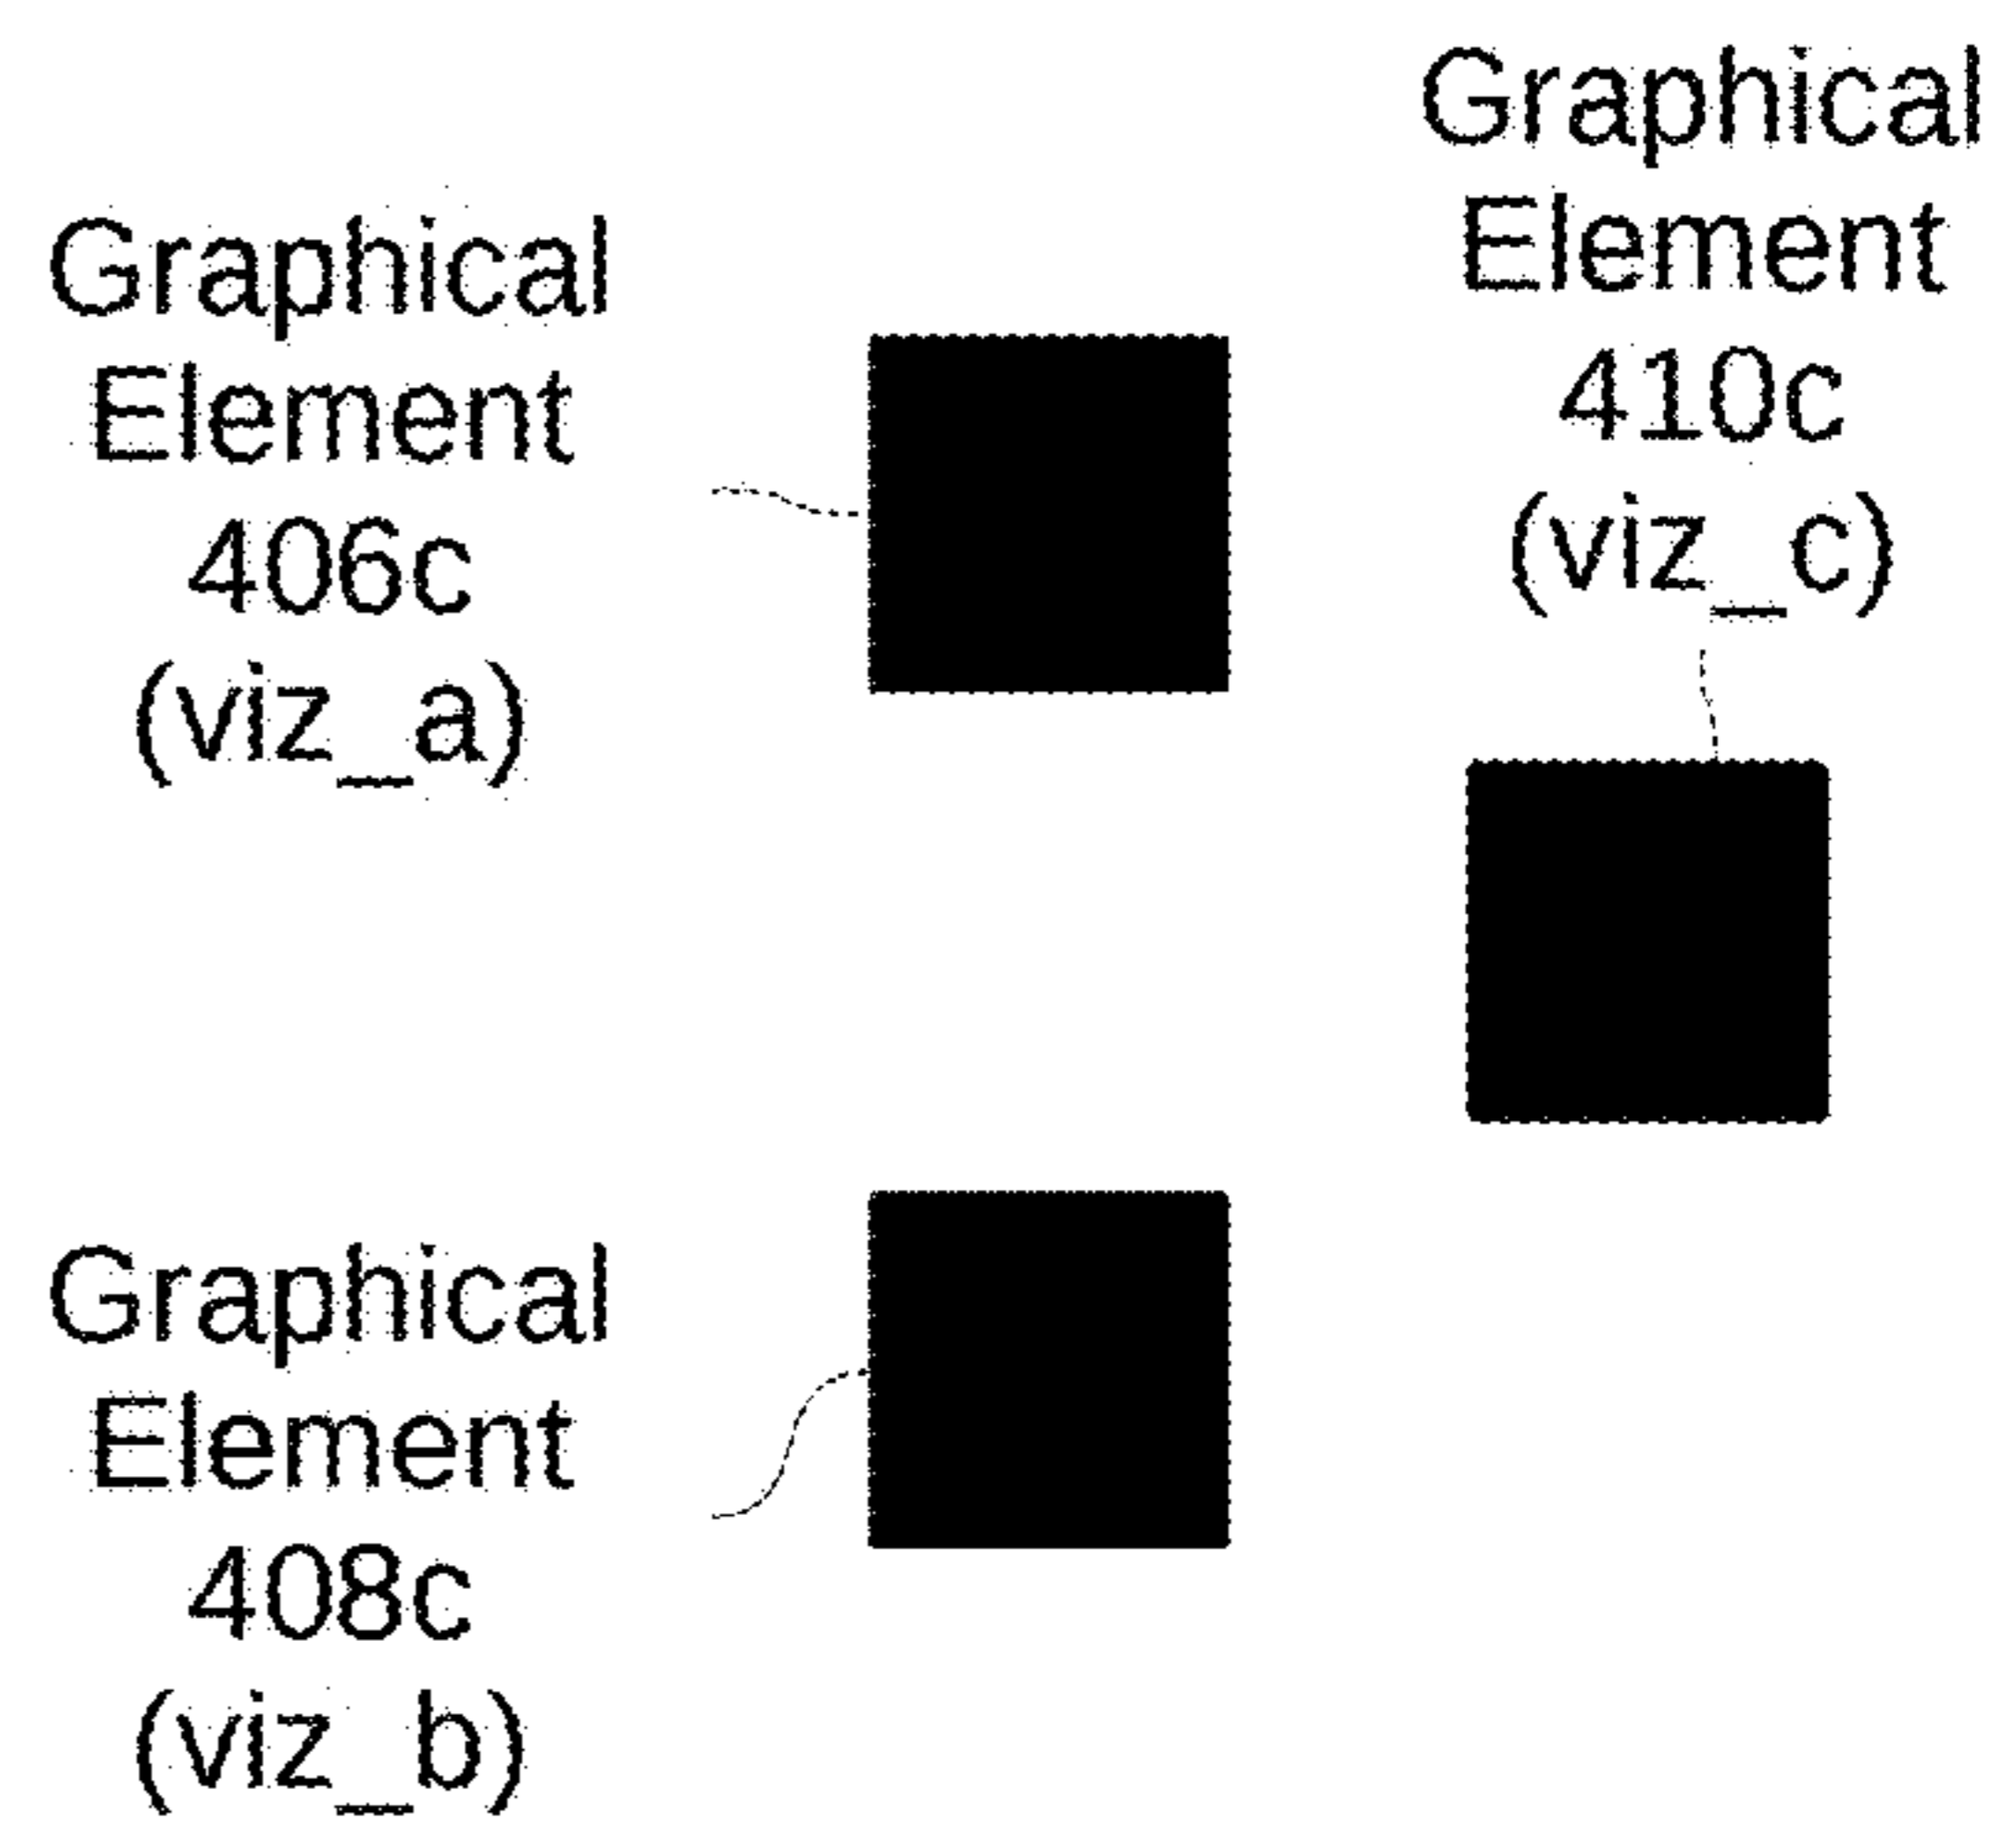 Graphical
Element
406c
(viz_a)
Graphical
Element
410c
(viz_c)
Graphical
Element
408c
(viz_b)